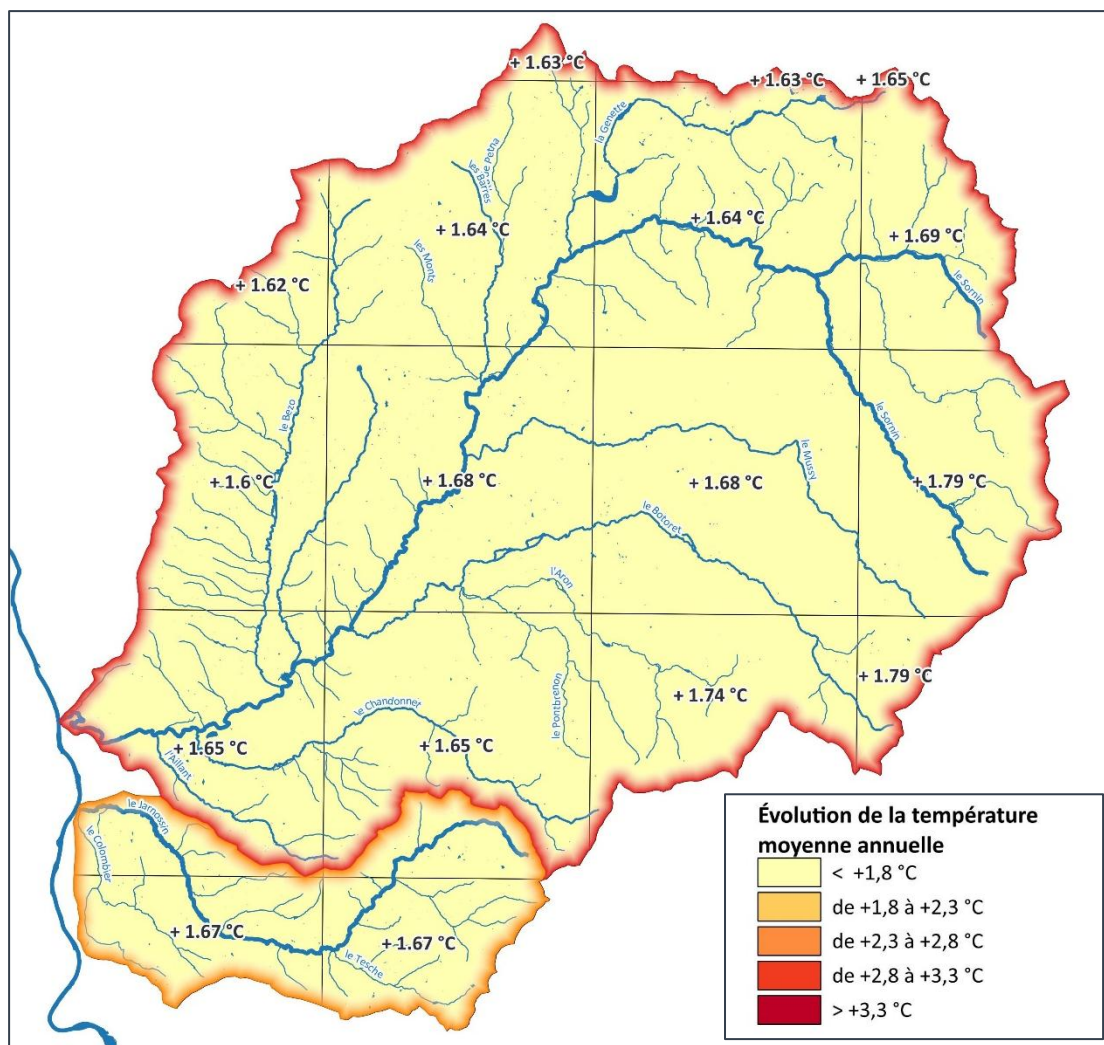 + 1.63 °C
+ 1.63 °C
+ 1.65 °C
la Genette
Petna
les Barres
+ 1.64 °C
+ 1.64 °C
+ 1.69 °C
les Monts
le Sornin
+ 1.62 °C
le Bezo
le Sornin
le Mussy
+ 1.6 °C
+ 1.68 °C
+ 1.68 °C
+ 1.79 °C
le Botoret
l'Aron
+ 1.79 °C
+ 1.74 °C
le Pontbrenon
le Chandonnet
+ 1.65 °C
+ 1.65 °C
l'Aillant
le Jarnossin
le Colombier
+ 1.67 °C
+ 1.67 °C
le Tesche
Évolution de la température
moyenne annuelle
< +1,8 °C
de +1,8 à +2,3 °C
de +2,3 à +2,8 °C
de +2,8 à +3,3 °C
> +3,3 °C